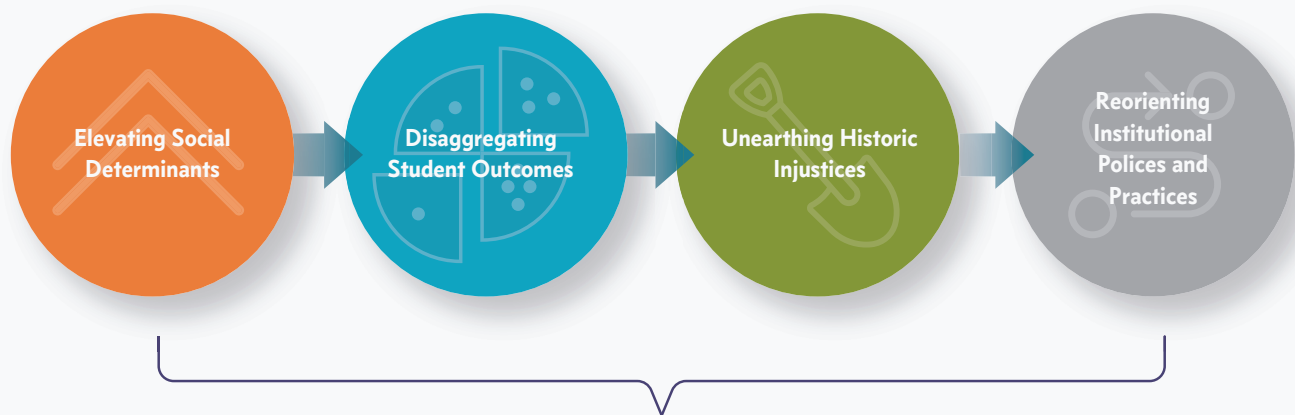 Elevating Social
Determinants
Disaggregating
Student Outcomes
Unearthing Historic
Injustices
Reorienting
Institutional
Polices and
Practices